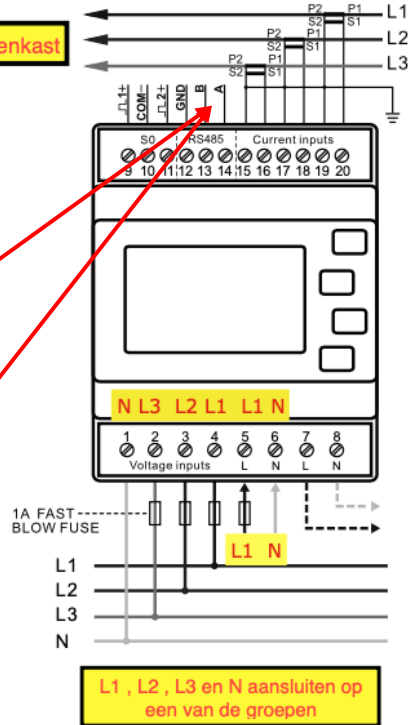 P2 P1 L1
S2 S1
enkast
P2 P1 L2
S2 S1
P2 P1 L3
S2 S1
1+ COM− 2+ GND B A
S0 RS485 Current inputs
9 10 11 12 13 14 15 16 17 18 19 20
N L3 L2 L1 L1 N
1 2 3 4 5 6 7 8
Voltage inputs L N L N
1A FAST
BLOW FUSE
L1 N
L1
L2
L3
N
L1 , L2 , L3 en N aansluiten op
een van de groepen